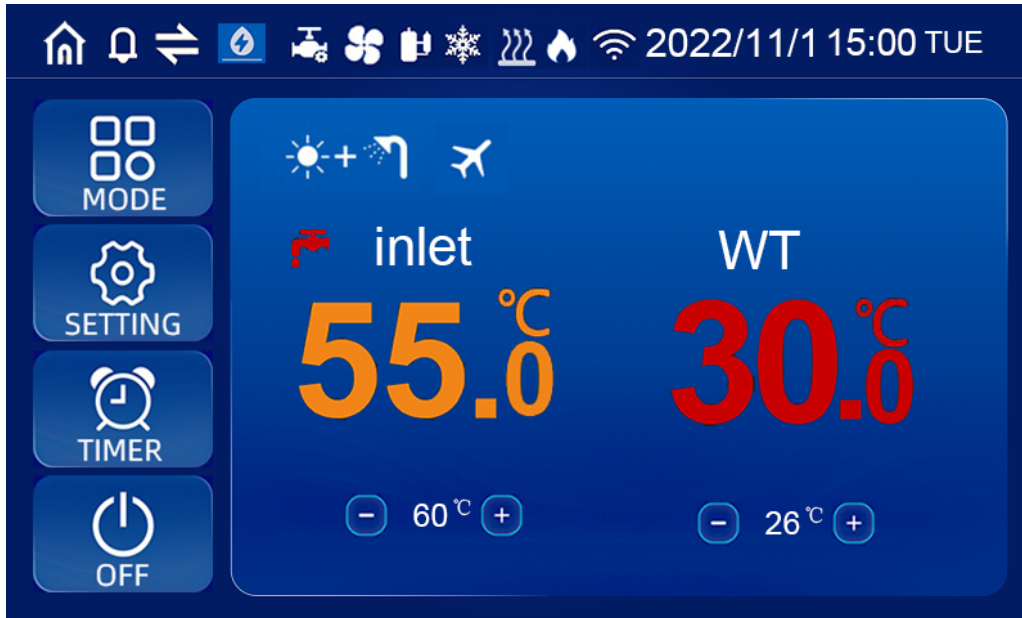 2022/11/1 15:00 TUE
MODE
SETTING
TIMER
OFF
inlet
WT
55.0℃
30.0℃
- 60℃ +
- 26℃ +